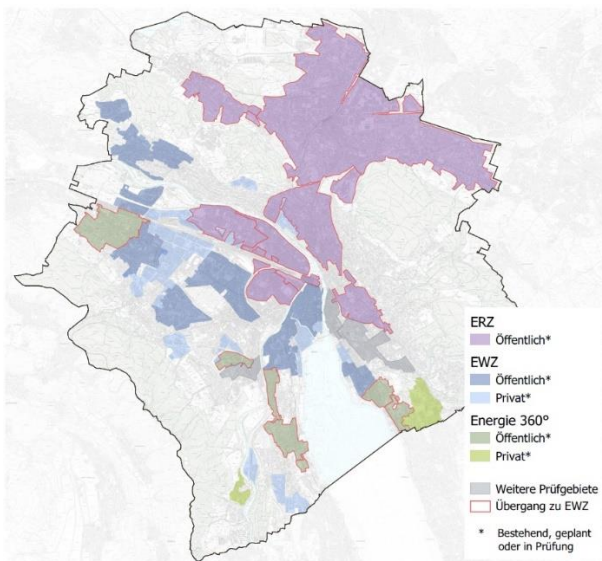 ERZ
Öffentlich*
EWZ
Öffentlich*
Privat*
Energie 360°
Öffentlich*
Privat*
Weitere Prüfgebiete
Übergang zu EWZ
* Bestehend, geplant
oder in Prüfung